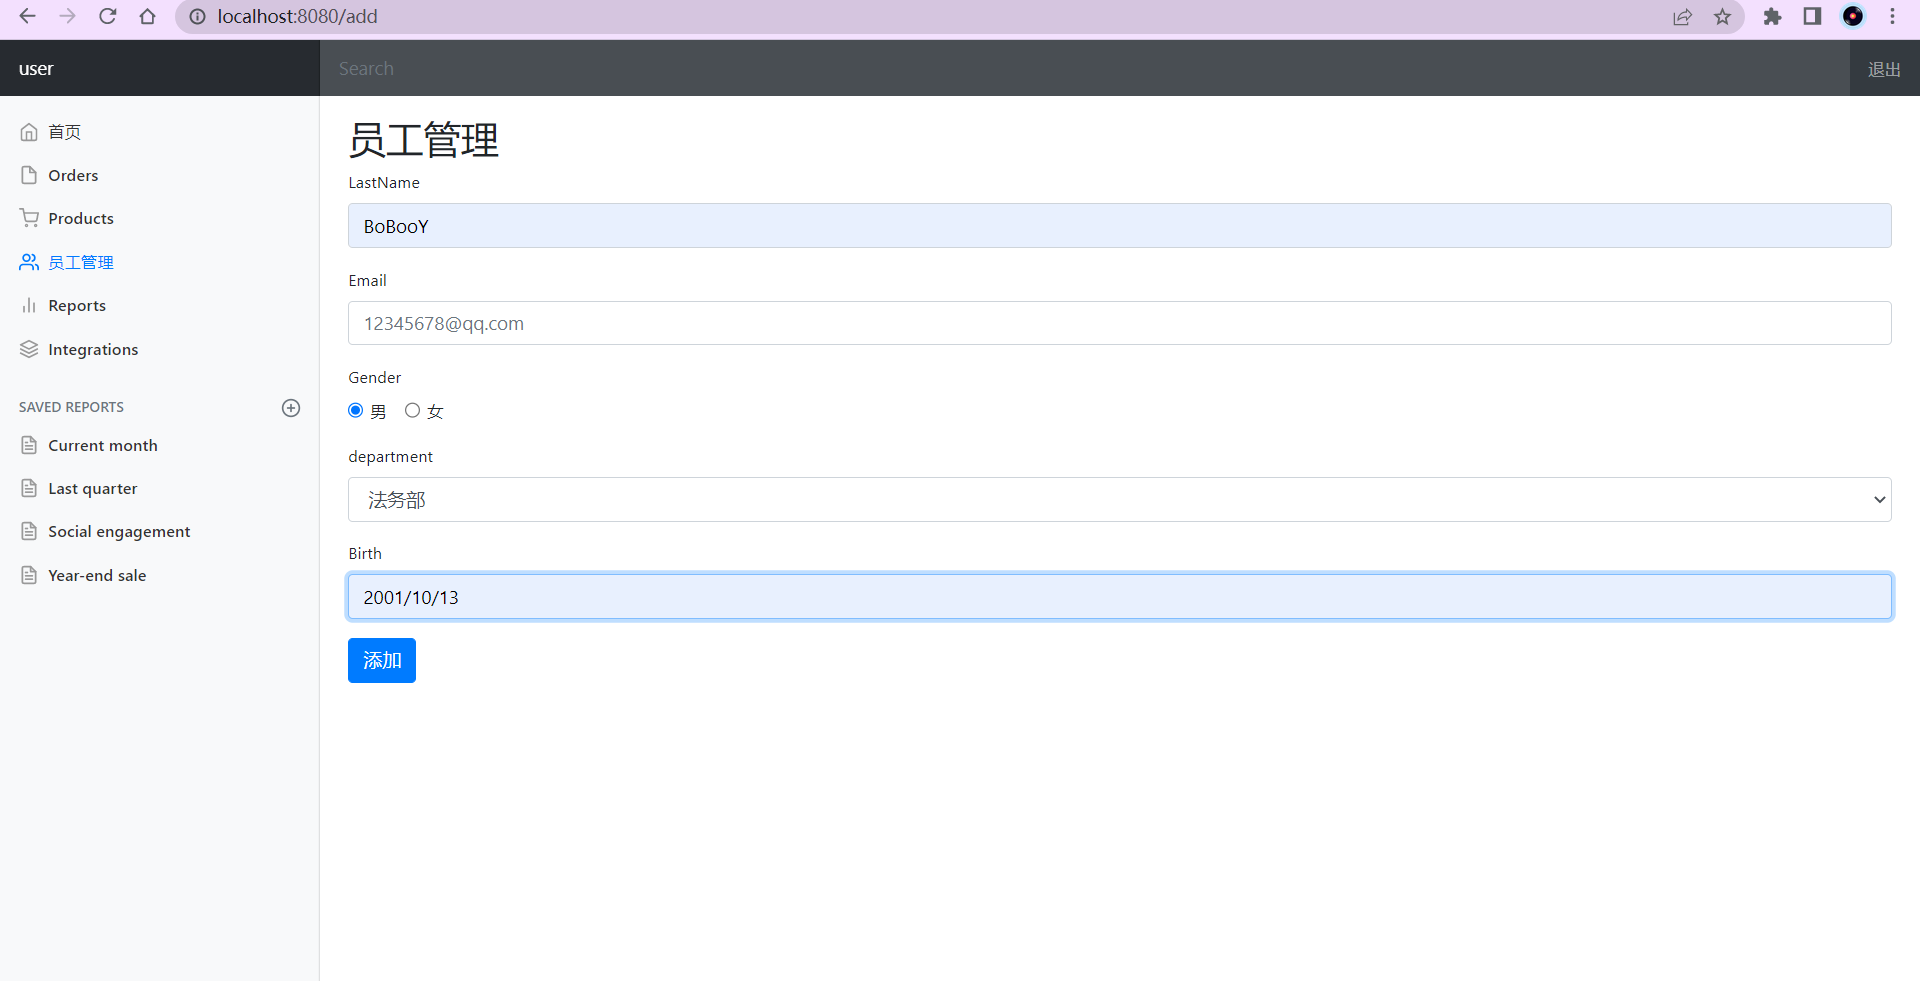 localhost:8080/add
user
Search
退出
首页
Orders
Products
员工管理
Reports
Integrations
SAVED REPORTS
Current month
Last quarter
Social engagement
Year-end sale
员工管理
LastName
BoBooY
Email
12345678@qq.com
Gender
男 女
department
法务部
Birth
2001/10/13
添加